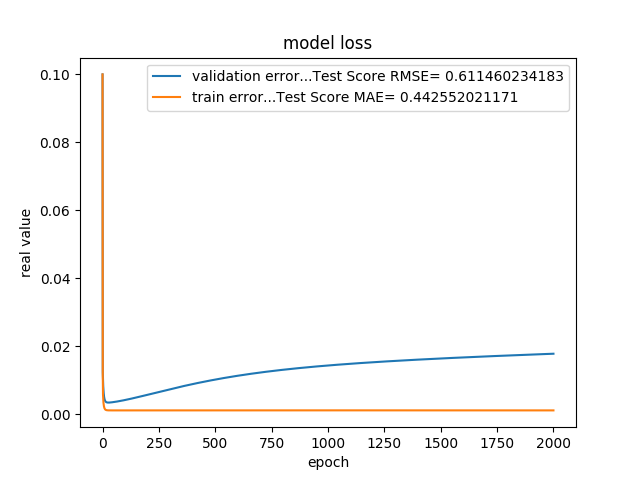 model loss
validation error...Test Score RMSE= 0.611460234183
train error...Test Score MAE= 0.442552021171
real value
0.10
0.08
0.06
0.04
0.02
0.00
0 250 500 750 1000 1250 1500 1750 2000
epoch